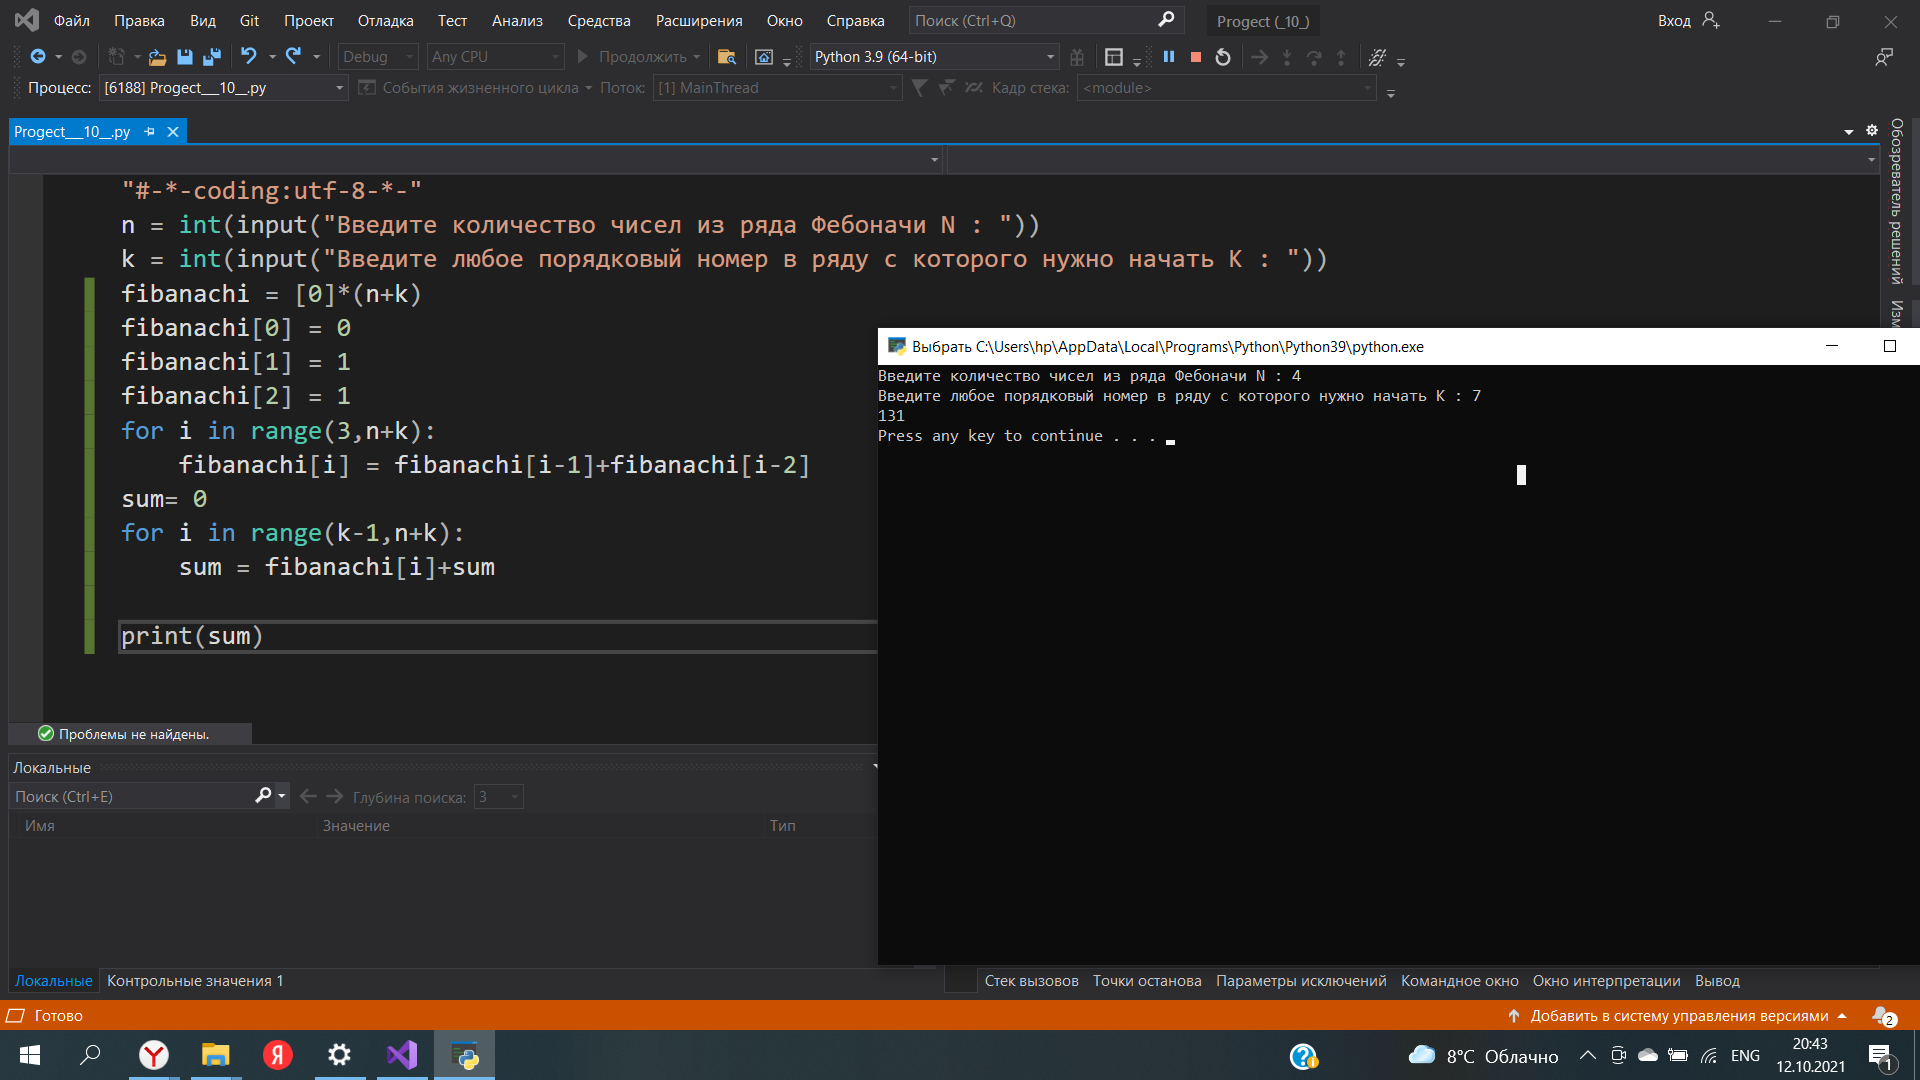 Файл Правка Вид Git Проект Отладка Тест Анализ Средства Расширения Окно Справка Поиск (Ctrl+Q) Progect (_10_) Вход
Debug Any CPU Продолжить Python 3.9 (64-bit)
Процесс: [6188] Progect___10__.py События жизненного цикла Поток: [1] MainThread Кадр стека: <module>
Progect___10__.py
Обозреватель решений
Изм
"#-*-coding:utf-8-*-"
n = int(input("Введите количество чисел из ряда Фебоначи N : "))
k = int(input("Введите любое порядковый номер в ряду с которого нужно начать K : "))
fibanachi = [0]*(n+k)
fibanachi[0] = 0
fibanachi[1] = 1
fibanachi[2] = 1
for i in range(3,n+k):
fibanachi[i] = fibanachi[i-1]+fibanachi[i-2]
sum= 0
for i in range(k-1,n+k):
sum = fibanachi[i]+sum
print(sum)
Выбрать C:\Users\hp\AppData\Local\Programs\Python\Python39\python.exe
Введите количество чисел из ряда Фебоначи N : 4
Введите любое порядковый номер в ряду с которого нужно начать K : 7
131
Press any key to continue . . .
Проблемы не найдены.
Локальные
Поиск (Ctrl+E) Глубина поиска: 3
Имя Значение Тип
Локальные Контрольные значения 1
Стек вызовов Точки останова Параметры исключений Командное окно Окно интерпретации Вывод
Готово Добавить в систему управления версиями 2
8°C Облачно ENG 20:43
12.10.2021 1